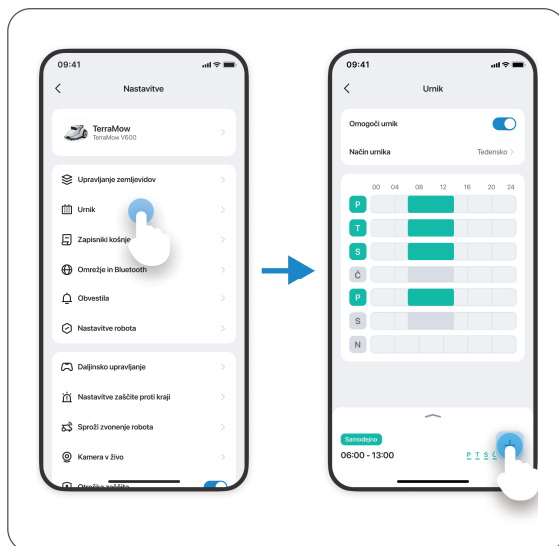 09:41
Nastavitve
TerraMow
TerraMow V600
Upravljanje zemljevidov
Urnik
Zapisniki košnje
Omrežje in Bluetooth
Obvestila
Nastavitve robota
Daljinsko upravljanje
Nastavitve zaščite proti kraji
Sproži zvonenje robota
Kamera v živo
Otroška zaščita
09:41
Urnik
Omogoči urnik
Način urnika Tedensko
00 04 08 12 16 20 24
P
T
S
Č
P
S
N
Samodejno
06:00 - 13:00 P T S Č